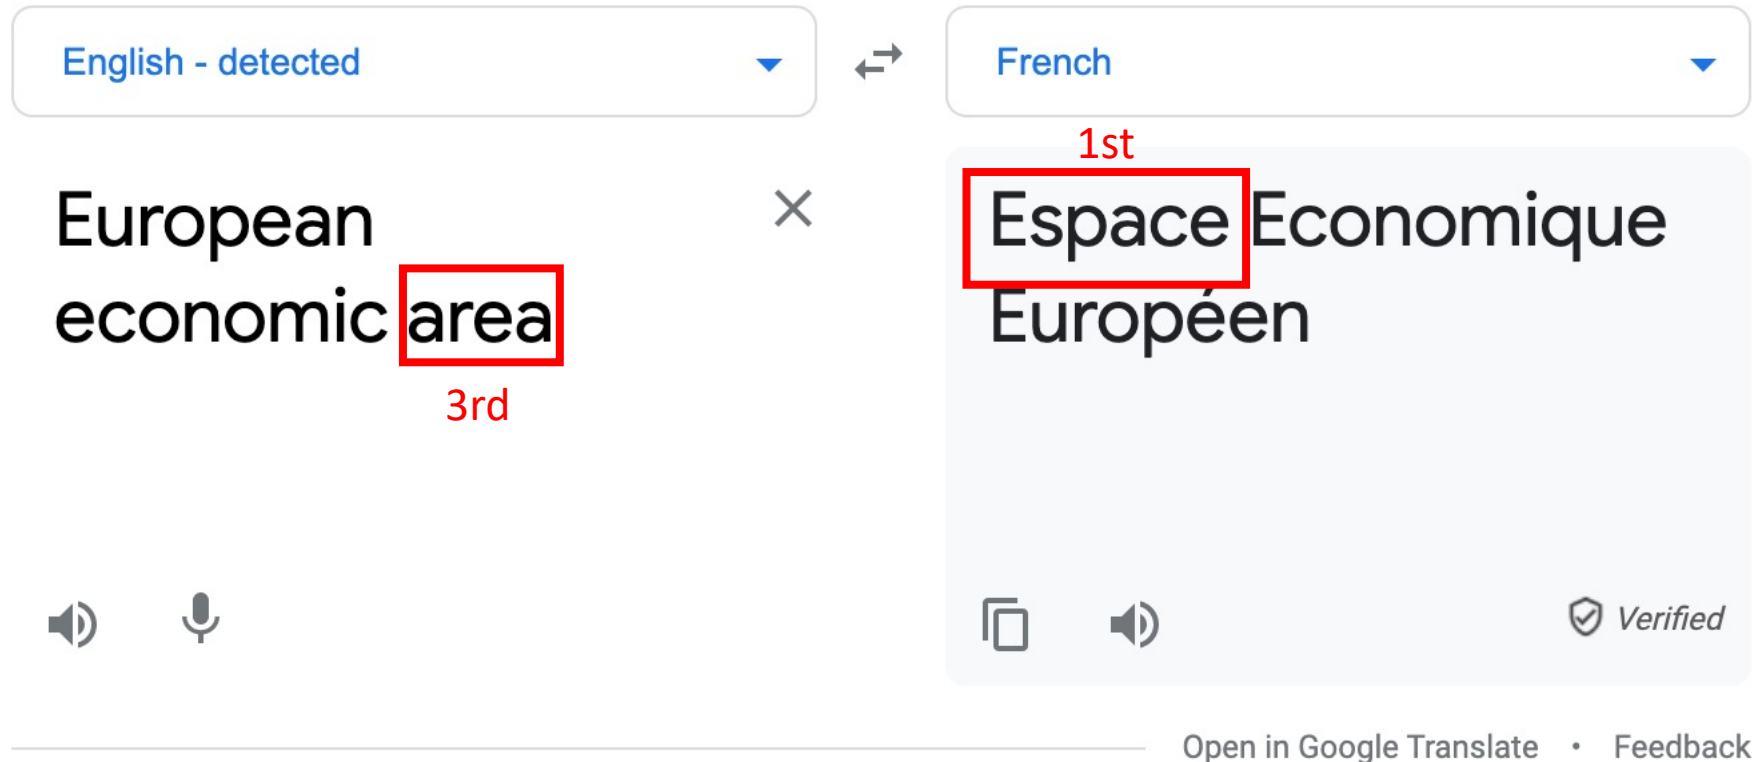 English - detected
French
1st
European
economic area
3rd
Espace Economique
Européen
Verified
Open in Google Translate • Feedback